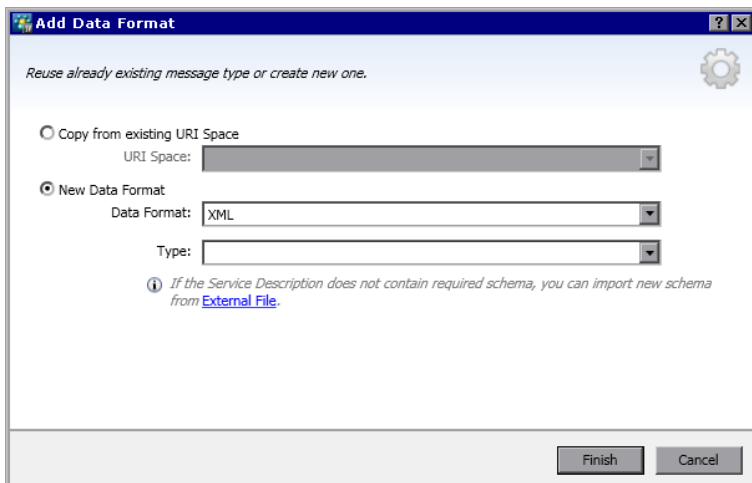 Add Data Format
Reuse already existing message type or create new one.
Copy from existing URI Space
URI Space:
New Data Format
Data Format: XML
Type:
If the Service Description does not contain required schema, you can import new schema
from External File.
Finish Cancel